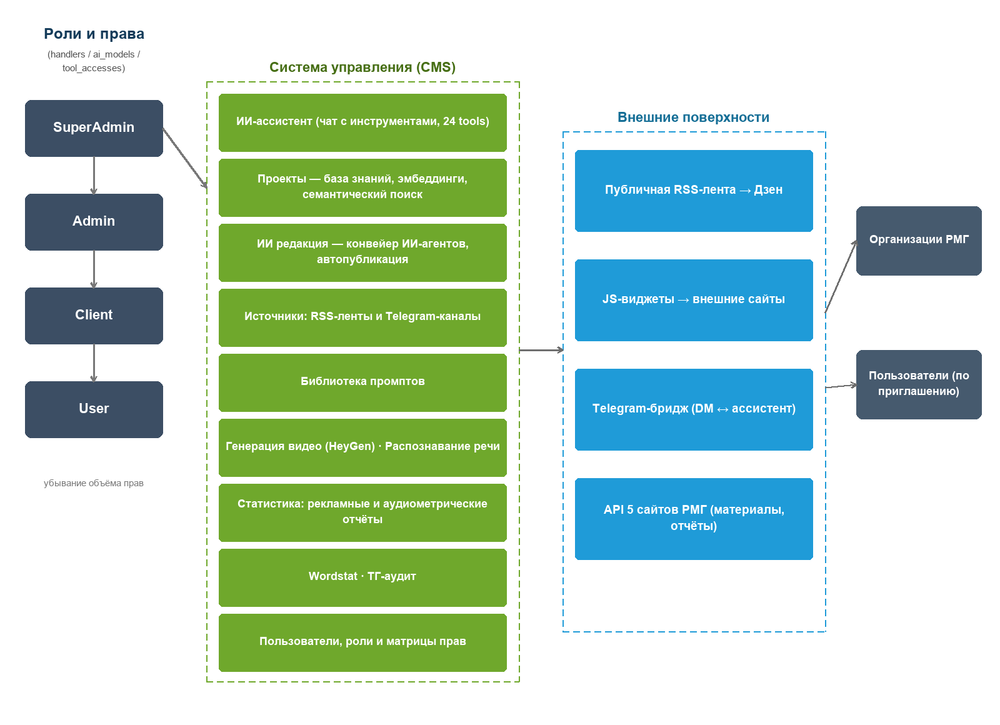 Роли и права
(handlers / ai_models /
tool_accesses)
SuperAdmin
Admin
Client
User
убывание объёма прав
Система управления (CMS)
ИИ-ассистент (чат с инструментами, 24 tools)
Проекты — база знаний, эмбеддинги,
семантический поиск
ИИ редакция — конвейер ИИ-агентов,
автопубликация
Источники: RSS-ленты и Telegram-каналы
Библиотека промптов
Генерация видео (HeyGen) · Распознавание речи
Статистика: рекламные и аудиометрические
отчёты
Wordstat · ТГ-аудит
Пользователи, роли и матрицы прав
Внешние поверхности
Публичная RSS-лента → Дзен
JS-виджеты → внешние сайты
Telegram-бридж (DM ↔ ассистент)
API 5 сайтов РМГ (материалы,
отчёты)
Организации РМГ
Пользователи (по
приглашению)